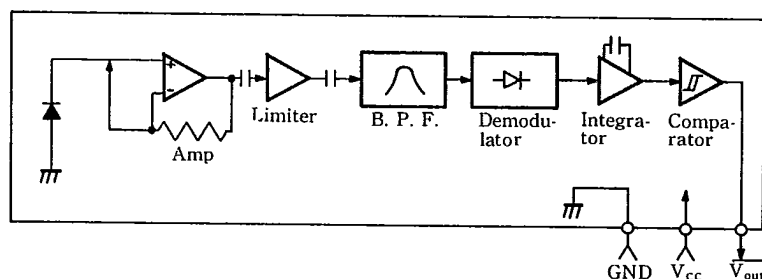 +
−
Amp
Limiter
B. P. F.
Demodu-
lator
Integra-
tor
Compa-
rator
GND
Vcc
Vout